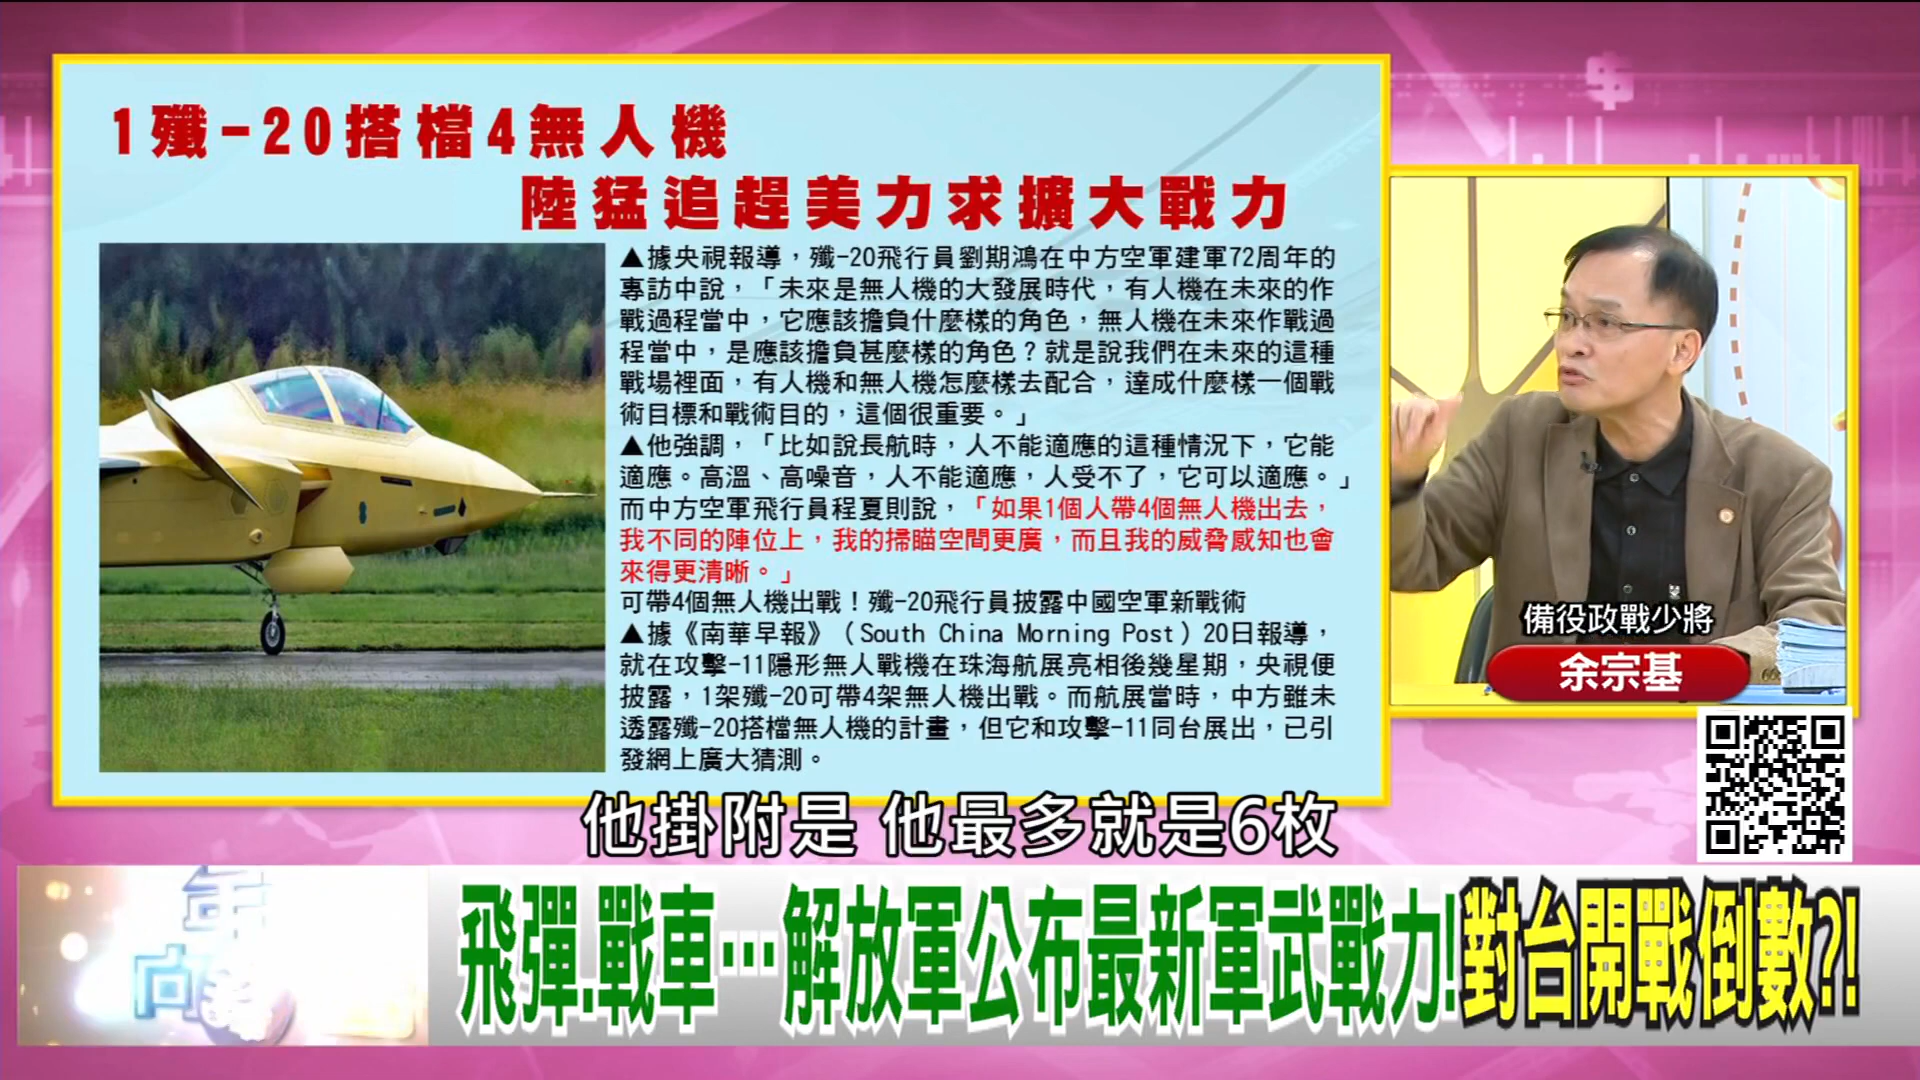 1殲-20搭檔4無人機
陸猛追趕美力求擴大戰力
▲據央視報導，殲-20飛行員劉期鴻在中方空軍建軍72周年的
專訪中說，「未來是無人機的大發展時代，有人機在未來的作
戰過程當中，它應該擔負什麼樣的角色，無人機在未來作戰過
程當中，是應該擔負甚麼樣的角色？就是說我們在未來的這種
戰場裡面，有人機和無人機怎麼樣去配合，達成什麼樣一個戰
術目標和戰術目的，這個很重要。」
▲他強調，「比如說長航時，人不能適應的這種情況下，它能
適應。高溫、高噪音，人不能適應，人受不了，它可以適應。」
而中方空軍飛行員程夏則說，「如果1個人帶4個無人機出去，
我不同的陣位上，我的掃瞄空間更廣，而且我的威脅感知也會
來得更清晰。」
可帶4個無人機出戰！殲-20飛行員披露中國空軍新戰術
▲據《南華早報》（South China Morning Post）20日報導，
就在攻擊-11隱形無人戰機在珠海航展亮相後幾星期，央視便
披露，1架殲-20可帶4架無人機出戰。而航展當時，中方雖未
透露殲-20搭檔無人機的計畫，但它和攻擊-11同台展出，已引
發網上廣大猜測。
備役政戰少將
余宗基
他掛附是 他最多就是6枚
飛彈.戰車…解放軍公布最新軍武戰力!對台開戰倒數?!